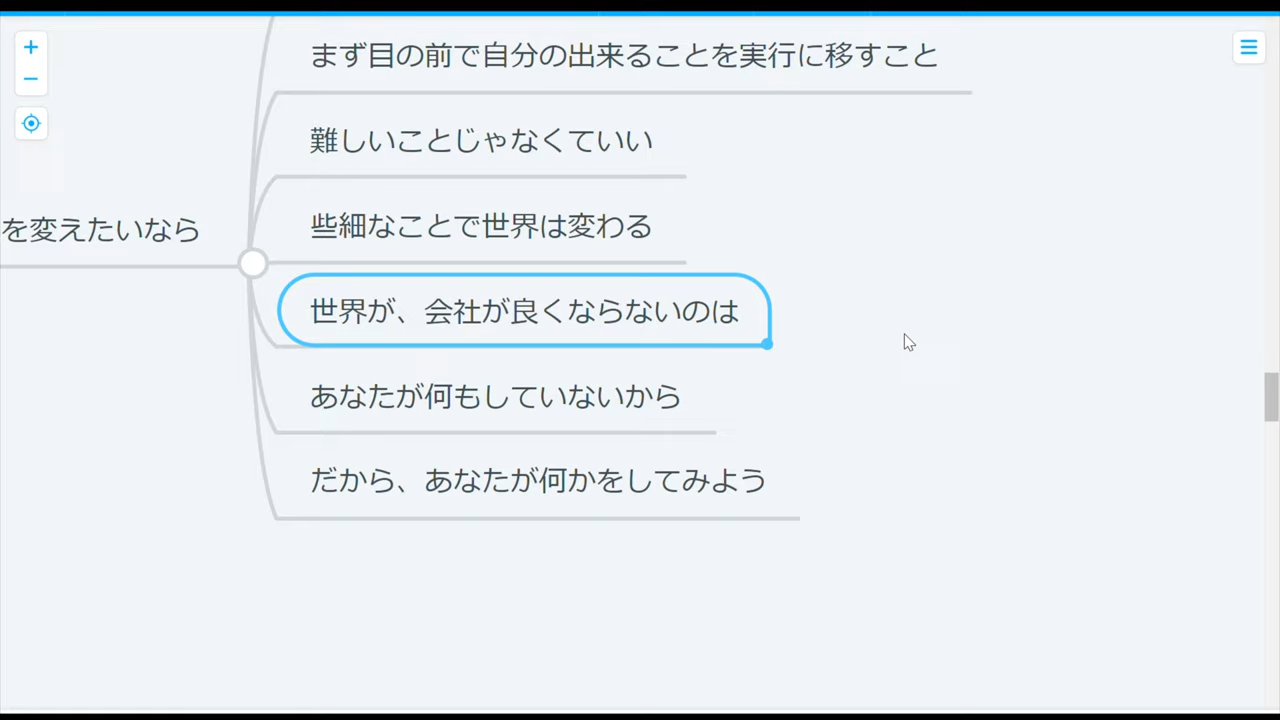 まず目の前で自分の出来ることを実行に移すこと
難しいことじゃなくていい
些細なことで世界は変わる
を変えたいなら
世界が、会社が良くならないのは
あなたが何もしていないから
だから、あなたが何かをしてみよう